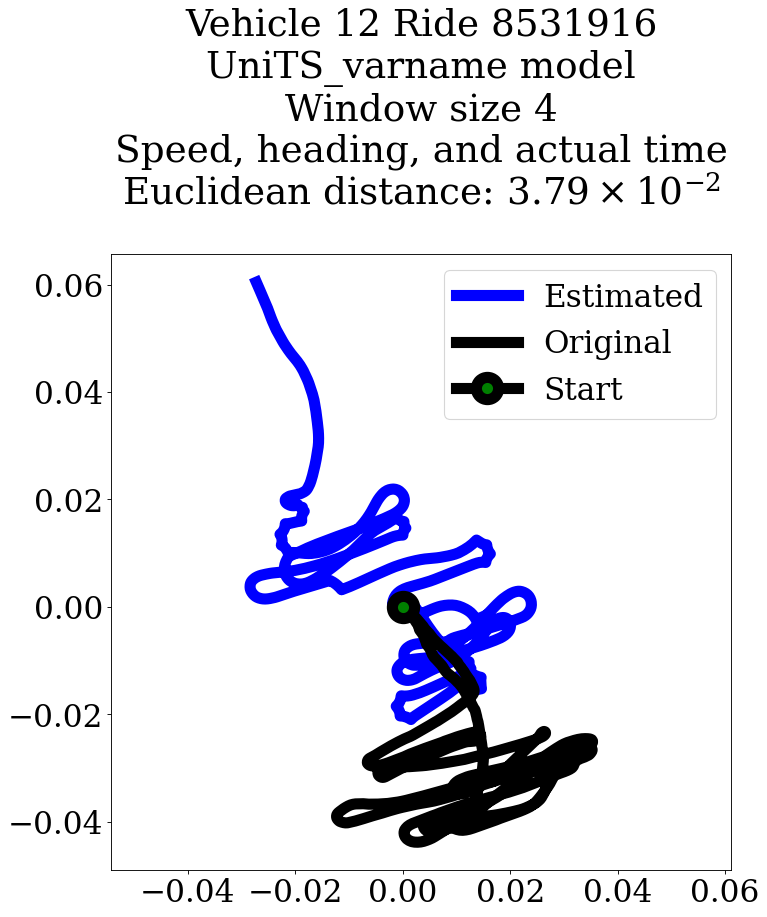 Vehicle 12 Ride 8531916
UniTS_varname model
Window size 4
Speed, heading, and actual time
Euclidean distance: 3.79 × 10⁻²
Estimated
Original
Start
0.06
0.04
0.02
0.00
−0.02
−0.04
−0.04 −0.02 0.00 0.02 0.04 0.06